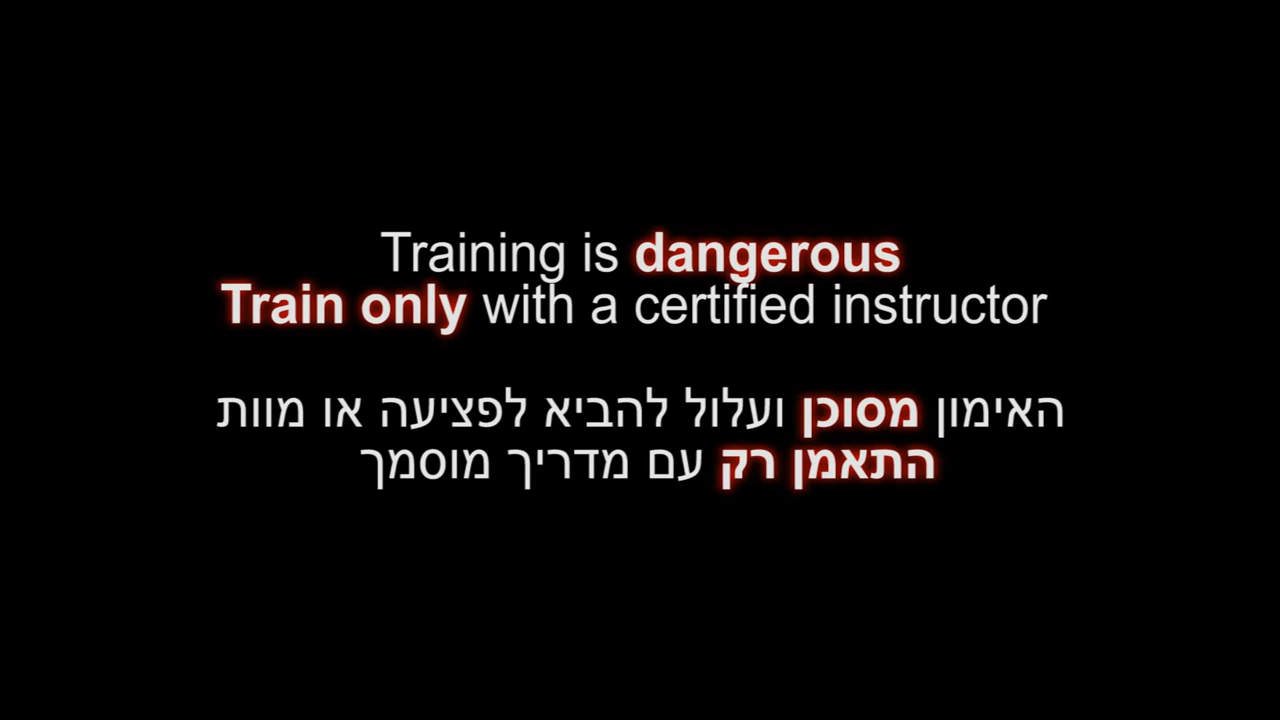 Training is dangerous
Train only with a certified instructor
האימון מסוכן ועלול להביא לפציעה או מוות
התאמן רק עם מדריך מוסמך